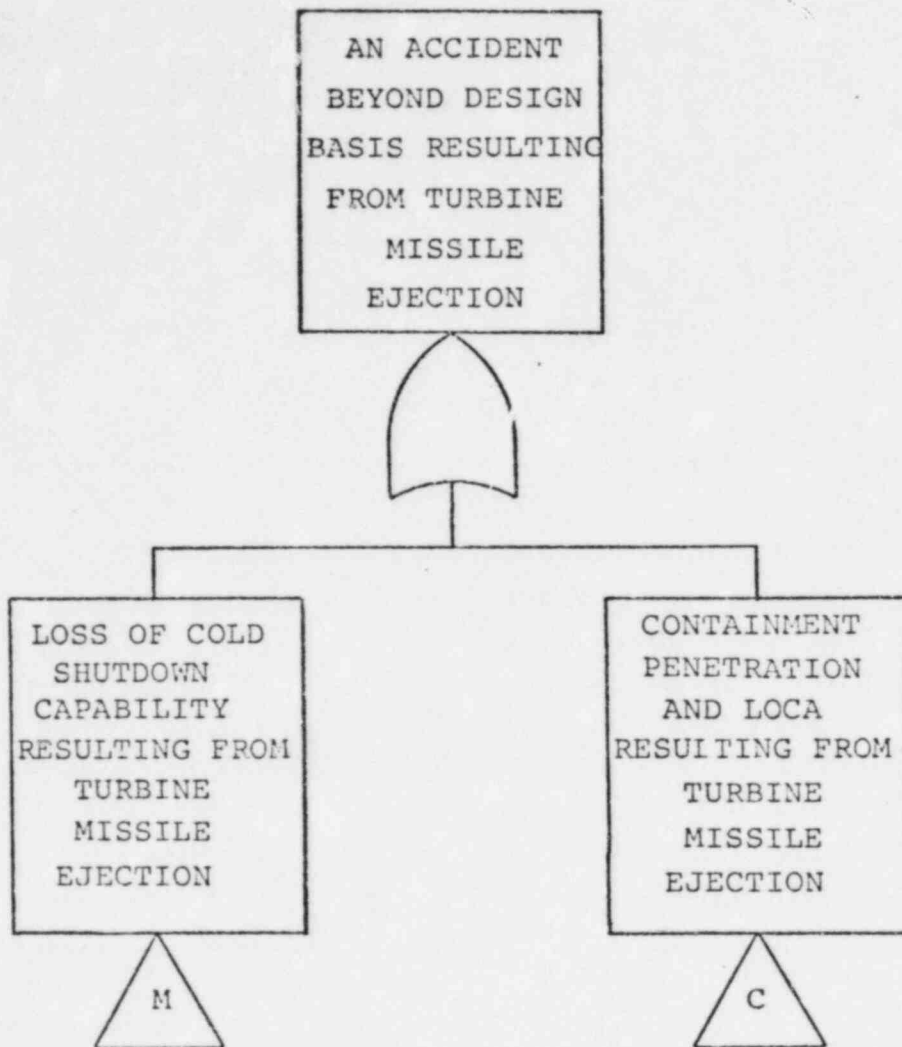 AN ACCIDENT
BEYOND DESIGN
BASIS RESULTING
FROM TURBINE
MISSILE
EJECTION
LOSS OF COLD
SHUTDOWN
CAPABILITY
RESULTING FROM
TURBINE
MISSILE
EJECTION
M
CONTAINMENT
PENETRATION
AND LOCA
RESULTING FROM
TURBINE
MISSILE
EJECTION
C